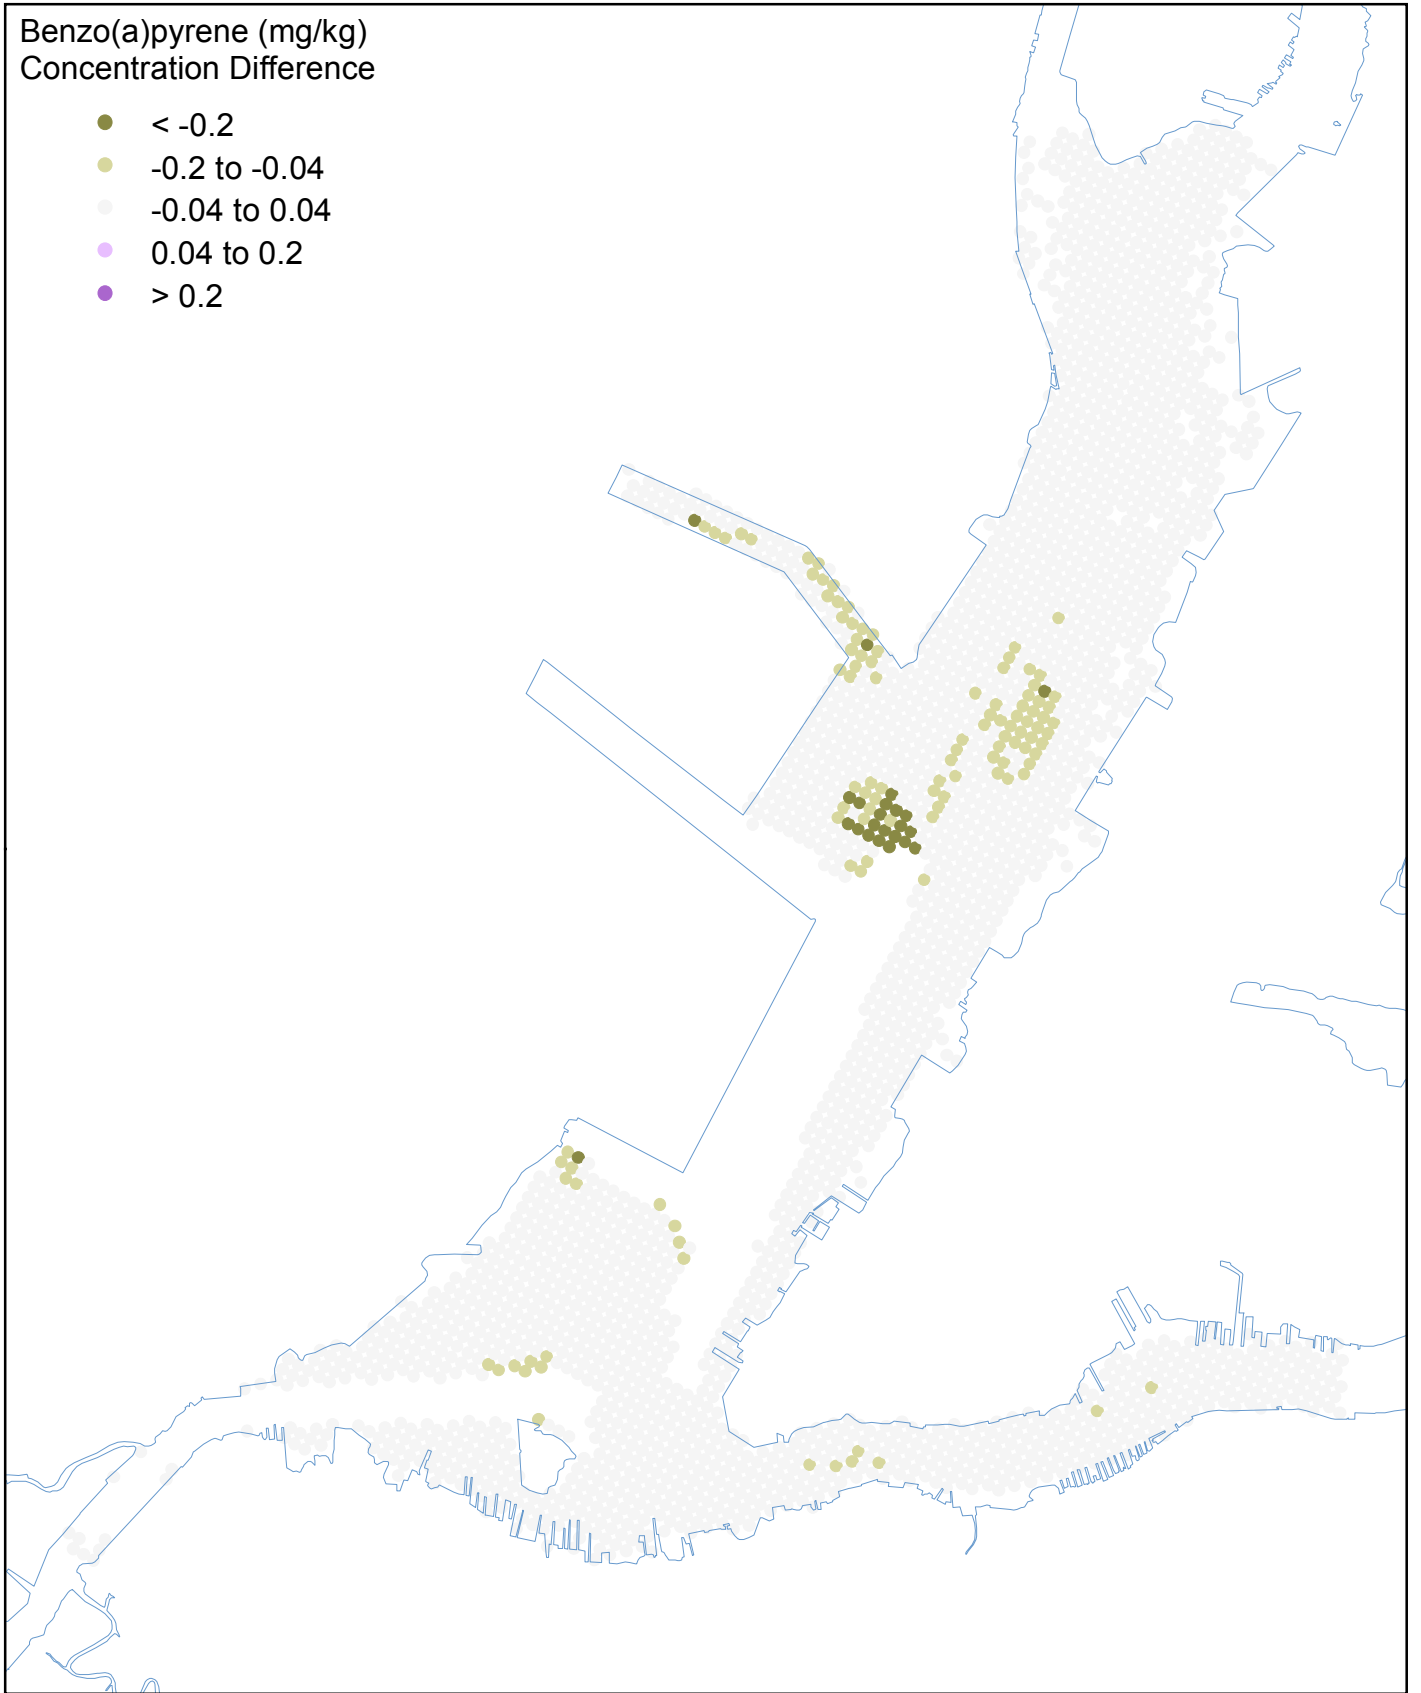 Benzo(a)pyrene (mg/kg)
Concentration Difference
< -0.2
-0.2 to -0.04
-0.04 to 0.04
0.04 to 0.2
> 0.2